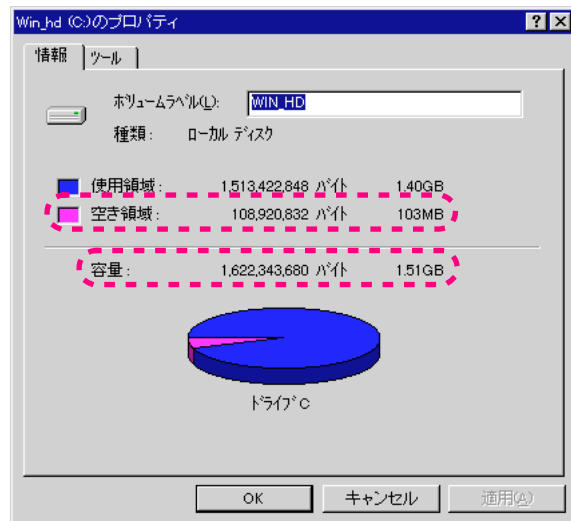 Win_hd (C:)のプロパティ
情報 ツール
ボリュームラベル(L): WIN_HD
種類: ローカル ディスク
使用領域: 1,513,422,848 バイト 1.40GB
空き領域: 108,920,832 バイト 103MB
容量: 1,622,343,680 バイト 1.51GB
ドライブ C
OK キャンセル 適用(A)